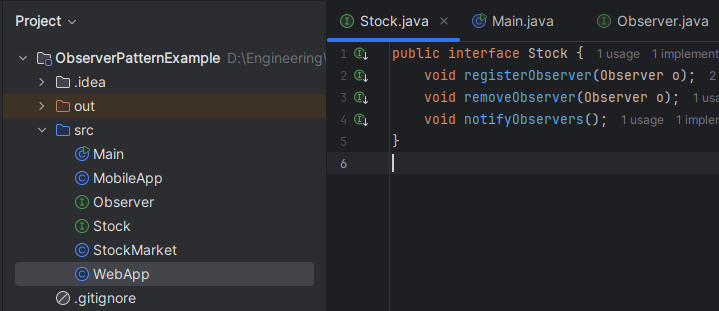 Project
ObserverPatternExample D:\Engineering\
.idea
out
src
Main
MobileApp
Observer
Stock
StockMarket
WebApp
.gitignore
Stock.java Main.java Observer.java
1 public interface Stock { 1 usage 1 implement
2 void registerObserver(Observer o); 2
3 void removeObserver(Observer o); 1 usag
4 void notifyObservers(); 1 usage 1 imple
5 }
6